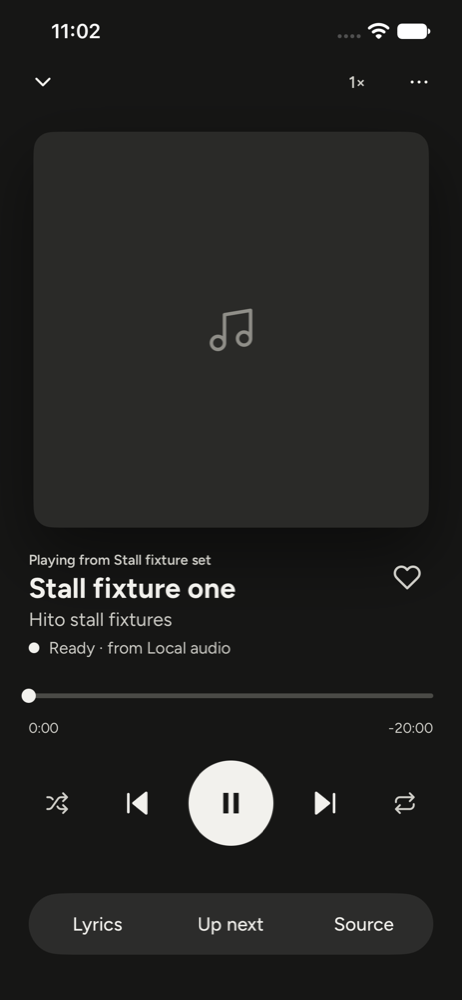 11:02
1×
Playing from Stall fixture set
Stall fixture one
Hito stall fixtures
Ready · from Local audio
0:00
-20:00
Lyrics
Up next
Source